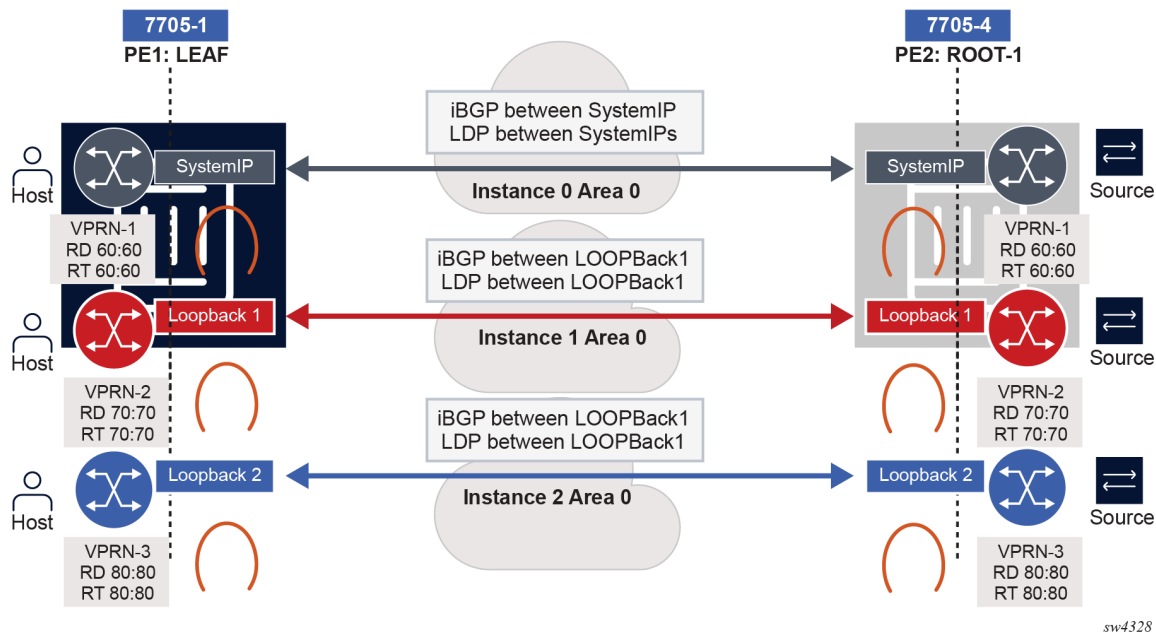 7705-1
PE1: LEAF
7705-4
PE2: ROOT-1
iBGP between SystemIP
LDP between SystemIPs
Host
SystemIP
Instance 0 Area 0
SystemIP
Source
VPRN-1
RD 60:60
RT 60:60
VPRN-1
RD 60:60
RT 60:60
iBGP between LOOPBack1
LDP between LOOPBack1
Host
Loopback 1
Instance 1 Area 0
Loopback 1
Source
VPRN-2
RD 70:70
RT 70:70
VPRN-2
RD 70:70
RT 70:70
iBGP between LOOPBack1
LDP between LOOPBack1
Host
Loopback 2
Instance 2 Area 0
Loopback 2
Source
VPRN-3
RD 80:80
RT 80:80
VPRN-3
RD 80:80
RT 80:80
sw4328